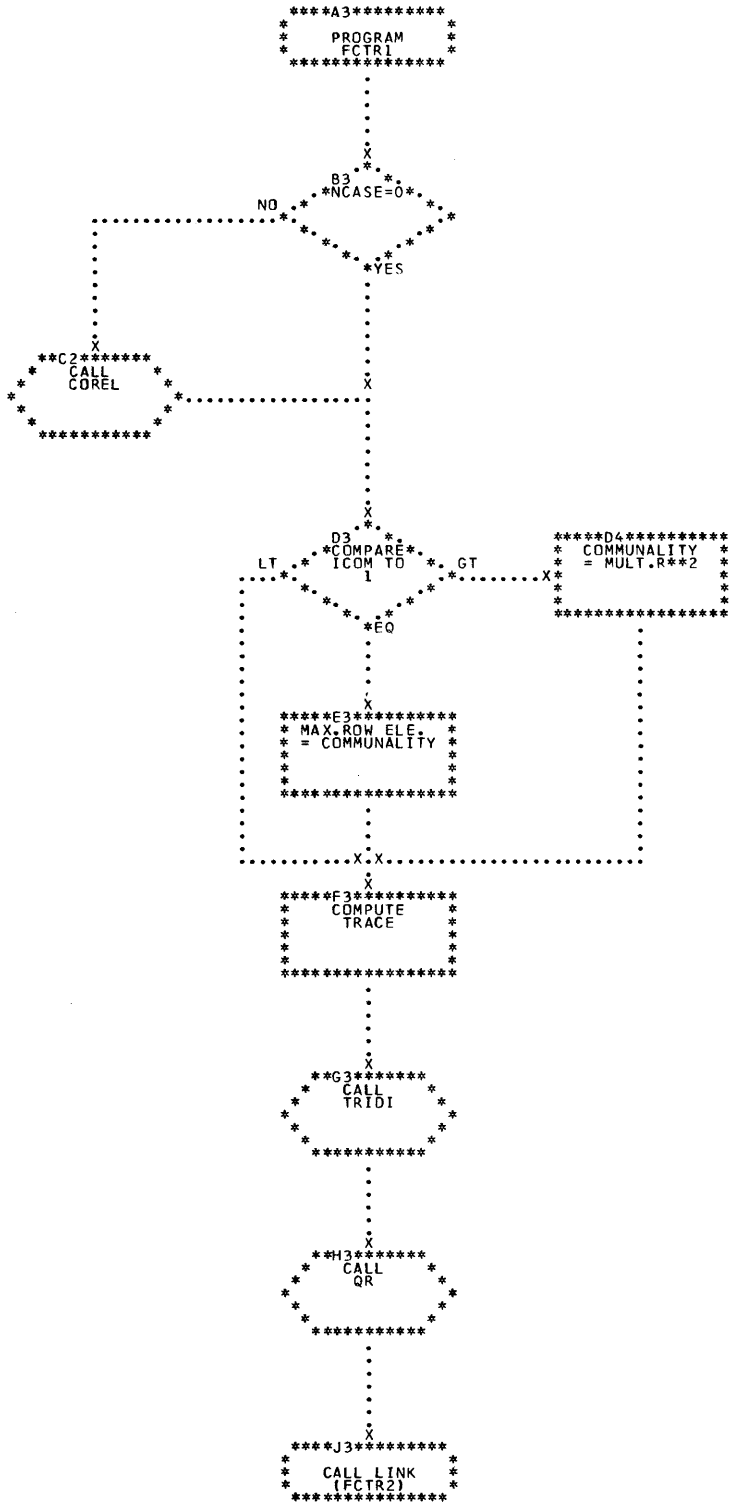 A3
PROGRAM
FCTR1
B3
NCASE=0
NO
YES
C2
CALL
COREL
D3
COMPARE
ICOM TO
1
LT
GT
EQ
D4
COMMUNALITY
= MULT.R**2
E3
MAX.ROW ELE.
= COMMUNALITY
F3
COMPUTE
TRACE
G3
CALL
TRIDI
H3
CALL
QR
J3
CALL LINK
(FCTR2)